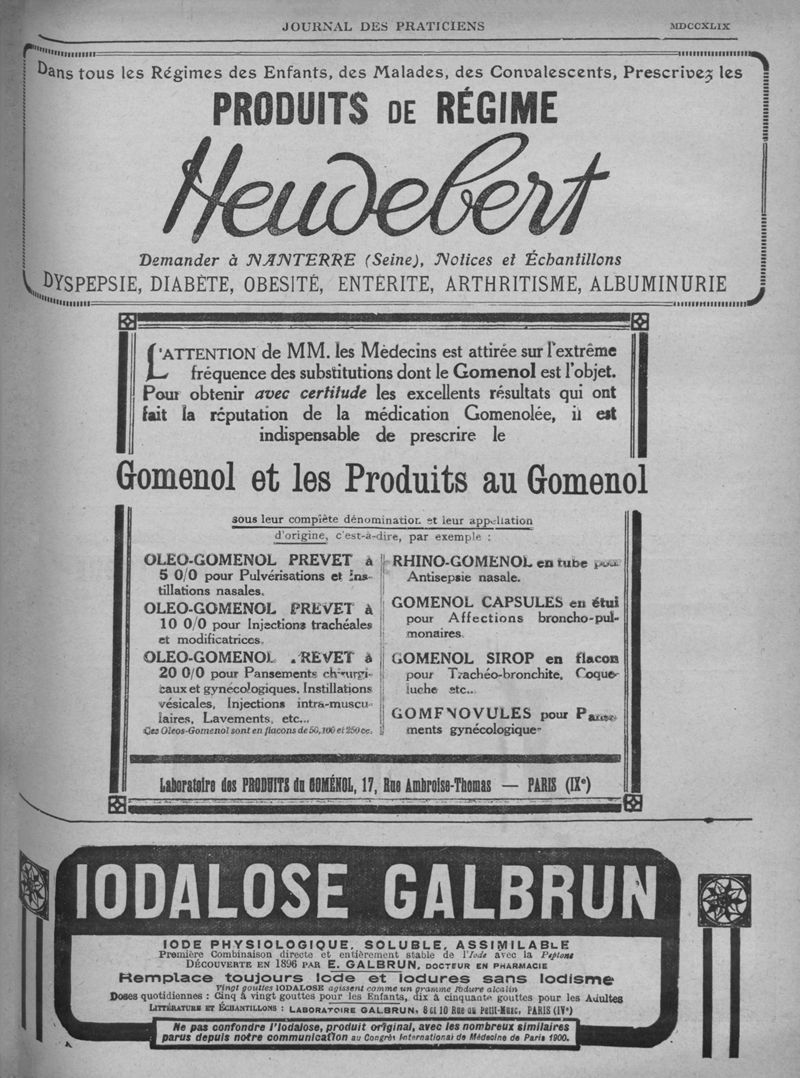 JOURNAL DES PRATICIENS
MDCCXLIX
Dans tous les Régimes des Enfants, des Malades, des Convalescents, Prescrivez les
PRODUITS DE RÉGIME
Heudebert
Demander à NANTERRE (Seine), Notices et Échantillons
DYSPEPSIE, DIABÈTE, OBESITÉ, ENTÉRITE, ARTHRITISME, ALBUMINURIE
L'ATTENTION de MM. les Médecins est attirée sur l'extrême
fréquence des substitutions dont le Gomenol est l'objet.
Pour obtenir avec certitude les excellents résultats qui ont
fait la réputation de la médication Gomenolée, il est
indispensable de prescrire le
Gomenol et les Produits au Gomenol
sous leur complète dénomination et leur appellation
d'origine, c'est-à-dire, par exemple :
OLEO-GOMENOL PREVET à
5 0/0 pour Pulvérisations et Ins-
tillations nasales.
OLEO-GOMENOL PREVET à
10 0/0 pour Injections trachéales
et modificatrices.
OLEO-GOMENOL PREVET à
20 0/0 pour Pansements chirurgi-
caux et gynécologiques, Instillations
vésicales, Injections intra-muscu-
laires, Lavements, etc...
Ces Oleos-Gomenol sont en flacons de 50, 100 et 250 cc.
RHINO-GOMENOL en tube pour
Antisepsie nasale.
GOMENOL CAPSULES en étui
pour Affections broncho-pul-
monaires.
GOMENOL SIROP en flacon
pour Trachéo-bronchite, Coque-
luche etc...
GOMENOVULES pour Panse-
ments gynécologique
Laboratoire des PRODUITS du GOMÉNOL, 17, Rue Ambroise-Thomas — PARIS (IXe)
IODALOSE GALBRUN
IODE PHYSIOLOGIQUE, SOLUBLE, ASSIMILABLE
Première Combinaison directe et entièrement stable de l'Iode avec la Peptone
DÉCOUVERTE EN 1896 PAR E. GALBRUN, DOCTEUR EN PHARMACIE
Remplace toujours Iode et Iodures sans Iodisme
Vingt gouttes IODALOSE agissent comme un gramme Iodure alcalin
Doses quotidiennes : Cinq à vingt gouttes pour les Enfants, dix à cinquante gouttes pour les Adultes
LITTÉRATURE ET ÉCHANTILLONS : LABORATOIRE GALBRUN, 8 et 10 Rue du Petit-Musc, PARIS (IVe)
Ne pas confondre l'Iodalose, produit original, avec les nombreux similaires
parus depuis notre communication au Congrès International de Médecine de Paris 1900.